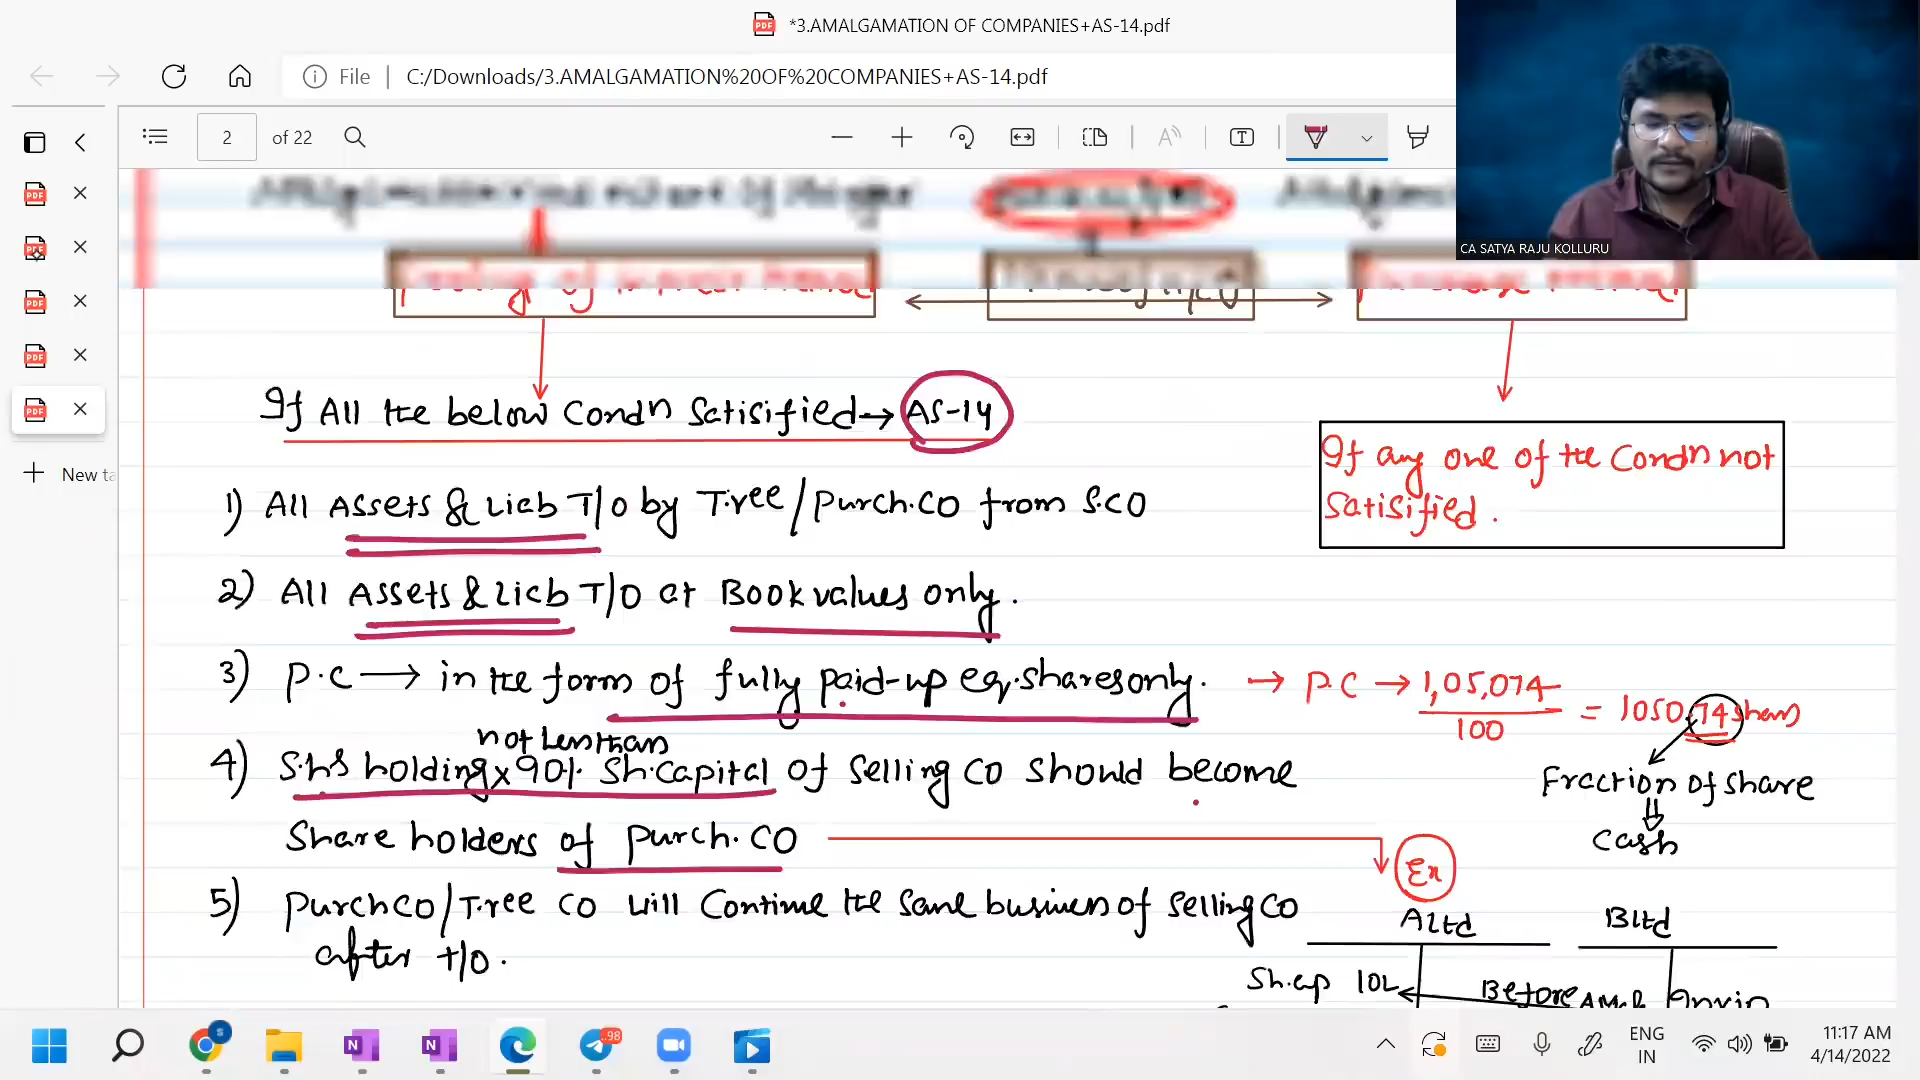 *3.AMALGAMATION OF COMPANIES+AS-14.pdf
File | C:/Downloads/3.AMALGAMATION%20OF%20COMPANIES+AS-14.pdf
2 of 22
CA SATYA RAJU KOLLURU
New ta
If All the below Condn Satisified → AS-14
If any one of the Condn not
Satisified.
1) All Assets & Liab T/O by T.ree/purch.CO from S.CO
2) All Assets & Liab T/O at Book values only.
3) P.C → in the form of fully paid-up eq.shares only. → P.C → 1,05,074 / 100 = 1050.74 shares
not less than
4) S.hs holding x 90% Sh.capital of Selling CO should become
Fraction of share
Share holders of purch.CO
Cash
Ex
5) purch CO/T.ree CO will Continue the same business of Selling CO
A Ltd B Ltd
after T/O.
Sh.cap 10L Before Amal
98
ENG
IN
11:17 AM
4/14/2022